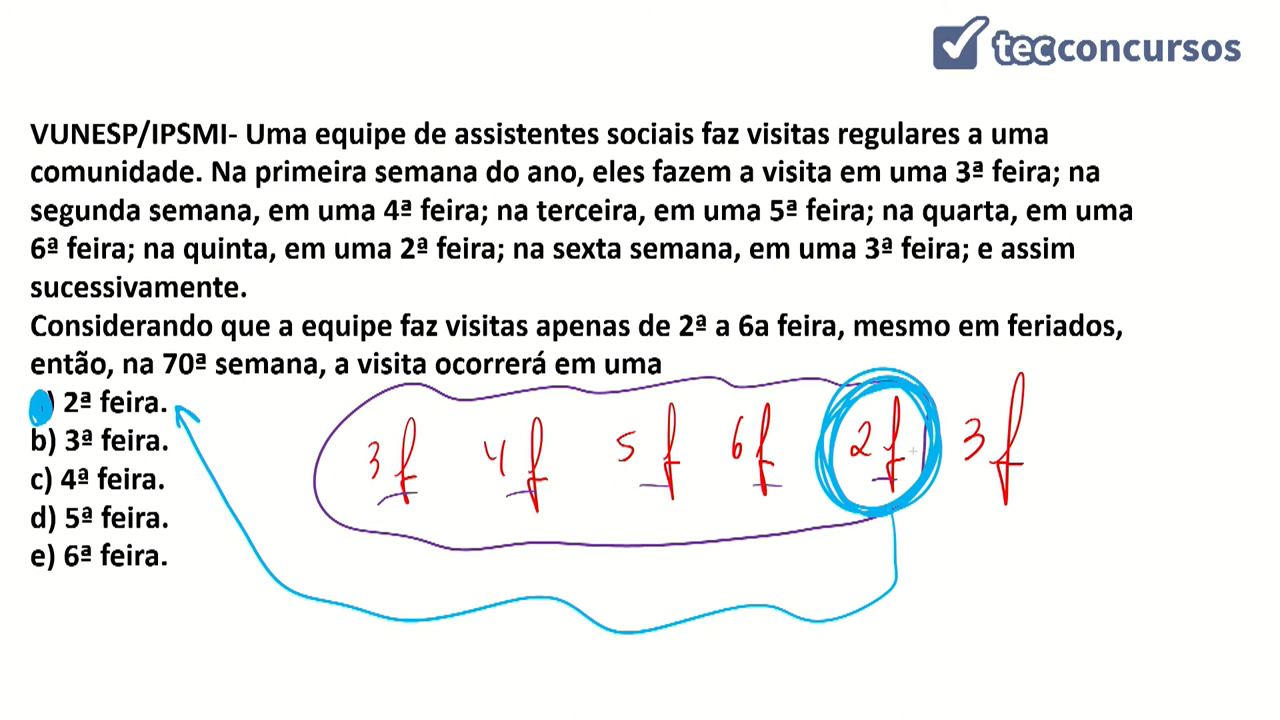 tecconcursos
VUNESP/IPSMI- Uma equipe de assistentes sociais faz visitas regulares a uma
comunidade. Na primeira semana do ano, eles fazem a visita em uma 3ª feira; na
segunda semana, em uma 4ª feira; na terceira, em uma 5ª feira; na quarta, em uma
6ª feira; na quinta, em uma 2ª feira; na sexta semana, em uma 3ª feira; e assim
sucessivamente.
Considerando que a equipe faz visitas apenas de 2ª a 6a feira, mesmo em feriados,
então, na 70ª semana, a visita ocorrerá em uma
) 2ª feira.
b) 3ª feira.
c) 4ª feira.
d) 5ª feira.
e) 6ª feira.
3f 4f 5f 6f 2f 3f